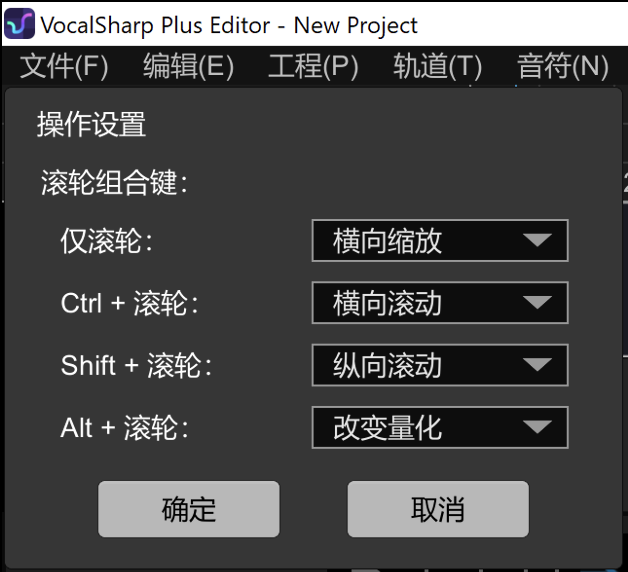 VocalSharp Plus Editor - New Project
文件(F) 编辑(E) 工程(P) 轨道(T) 音符(N)
操作设置
滚轮组合键：
仅滚轮： 横向缩放
Ctrl + 滚轮： 横向滚动
Shift + 滚轮： 纵向滚动
Alt + 滚轮： 改变量化
确定 取消